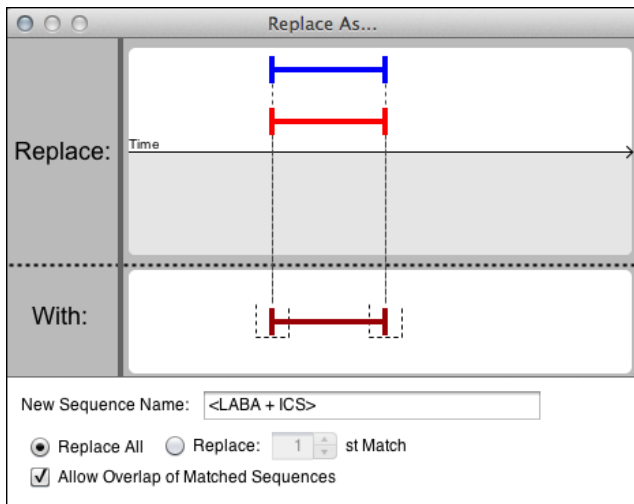 Replace As...
Replace:
Time
With:
New Sequence Name: <LABA + ICS>
Replace All Replace: 1 st Match
Allow Overlap of Matched Sequences